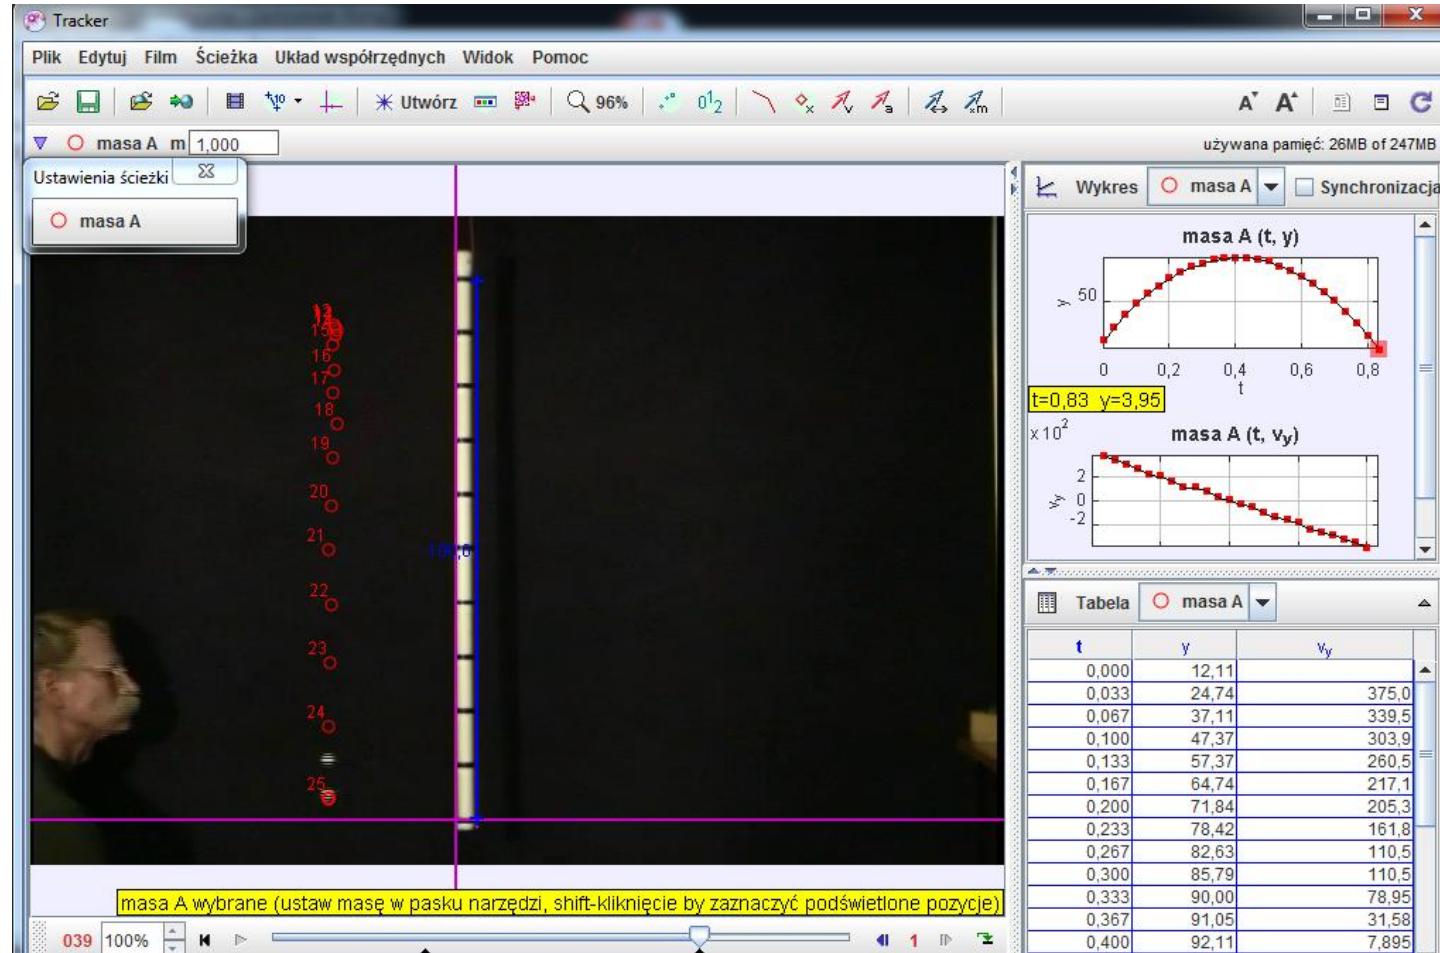 Tracker
Plik Edytuj Film Ścieżka Układ współrzędnych Widok Pomoc
Utwórz 96%
masa A m 1,000
używana pamięć: 26MB of 247MB
Ustawienia ścieżki
masa A
Wykres masa A Synchronizacja
masa A (t, y)
y
50
0 0,2 0,4 0,6 0,8
t
t=0,83 y=3,95
x10²
masa A (t, vy)
vy
2
0
-2
15
16
17
18
19
20
21
100,0
22
23
24
25
Tabela masa A
t y vy
0,000 12,11
0,033 24,74 375,0
0,067 37,11 339,5
0,100 47,37 303,9
0,133 57,37 260,5
0,167 64,74 217,1
0,200 71,84 205,3
0,233 78,42 161,8
0,267 82,63 110,5
0,300 85,79 110,5
0,333 90,00 78,95
0,367 91,05 31,58
0,400 92,11 7,895
masa A wybrane (ustaw masę w pasku narzędzi, shift-kliknięcie by zaznaczyć podświetlone pozycje)
039 100% 1